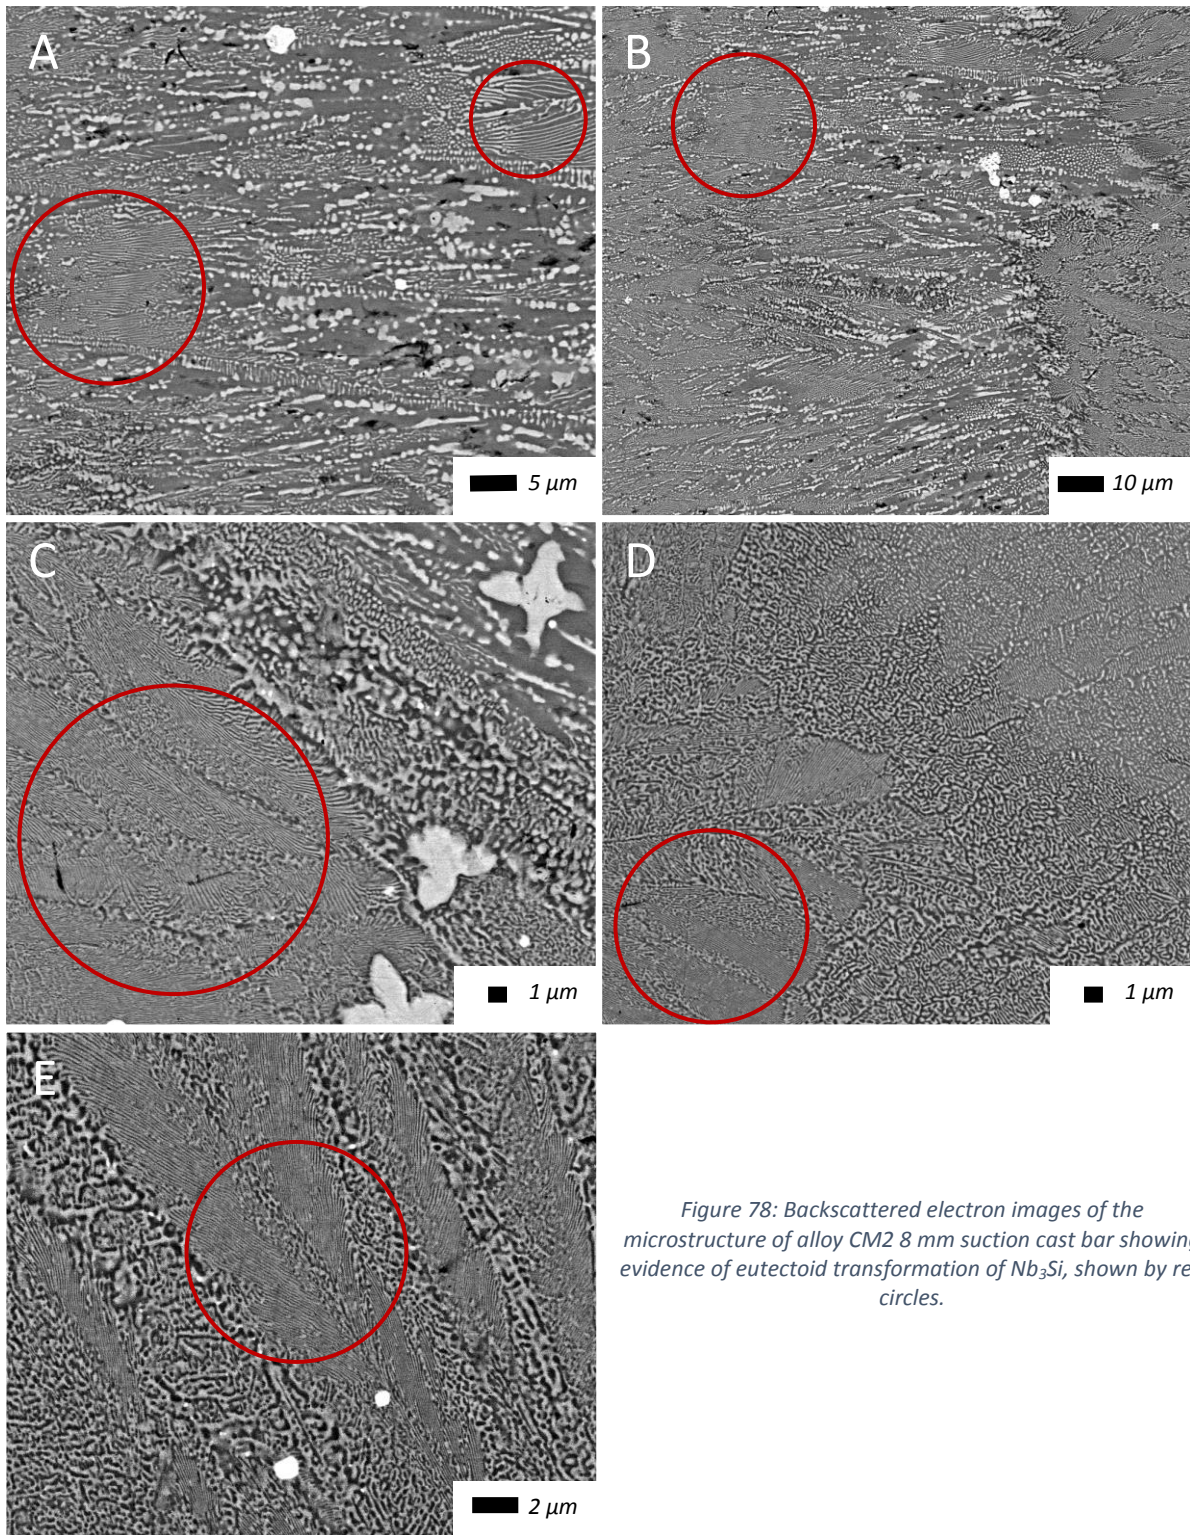 A
B
5 µm
10 µm
C
D
1 µm
1 µm
E
2 µm
Figure 78: Backscattered electron images of the
microstructure of alloy CM2 8 mm suction cast bar showing
evidence of eutectoid transformation of Nb₃Si, shown by re
circles.